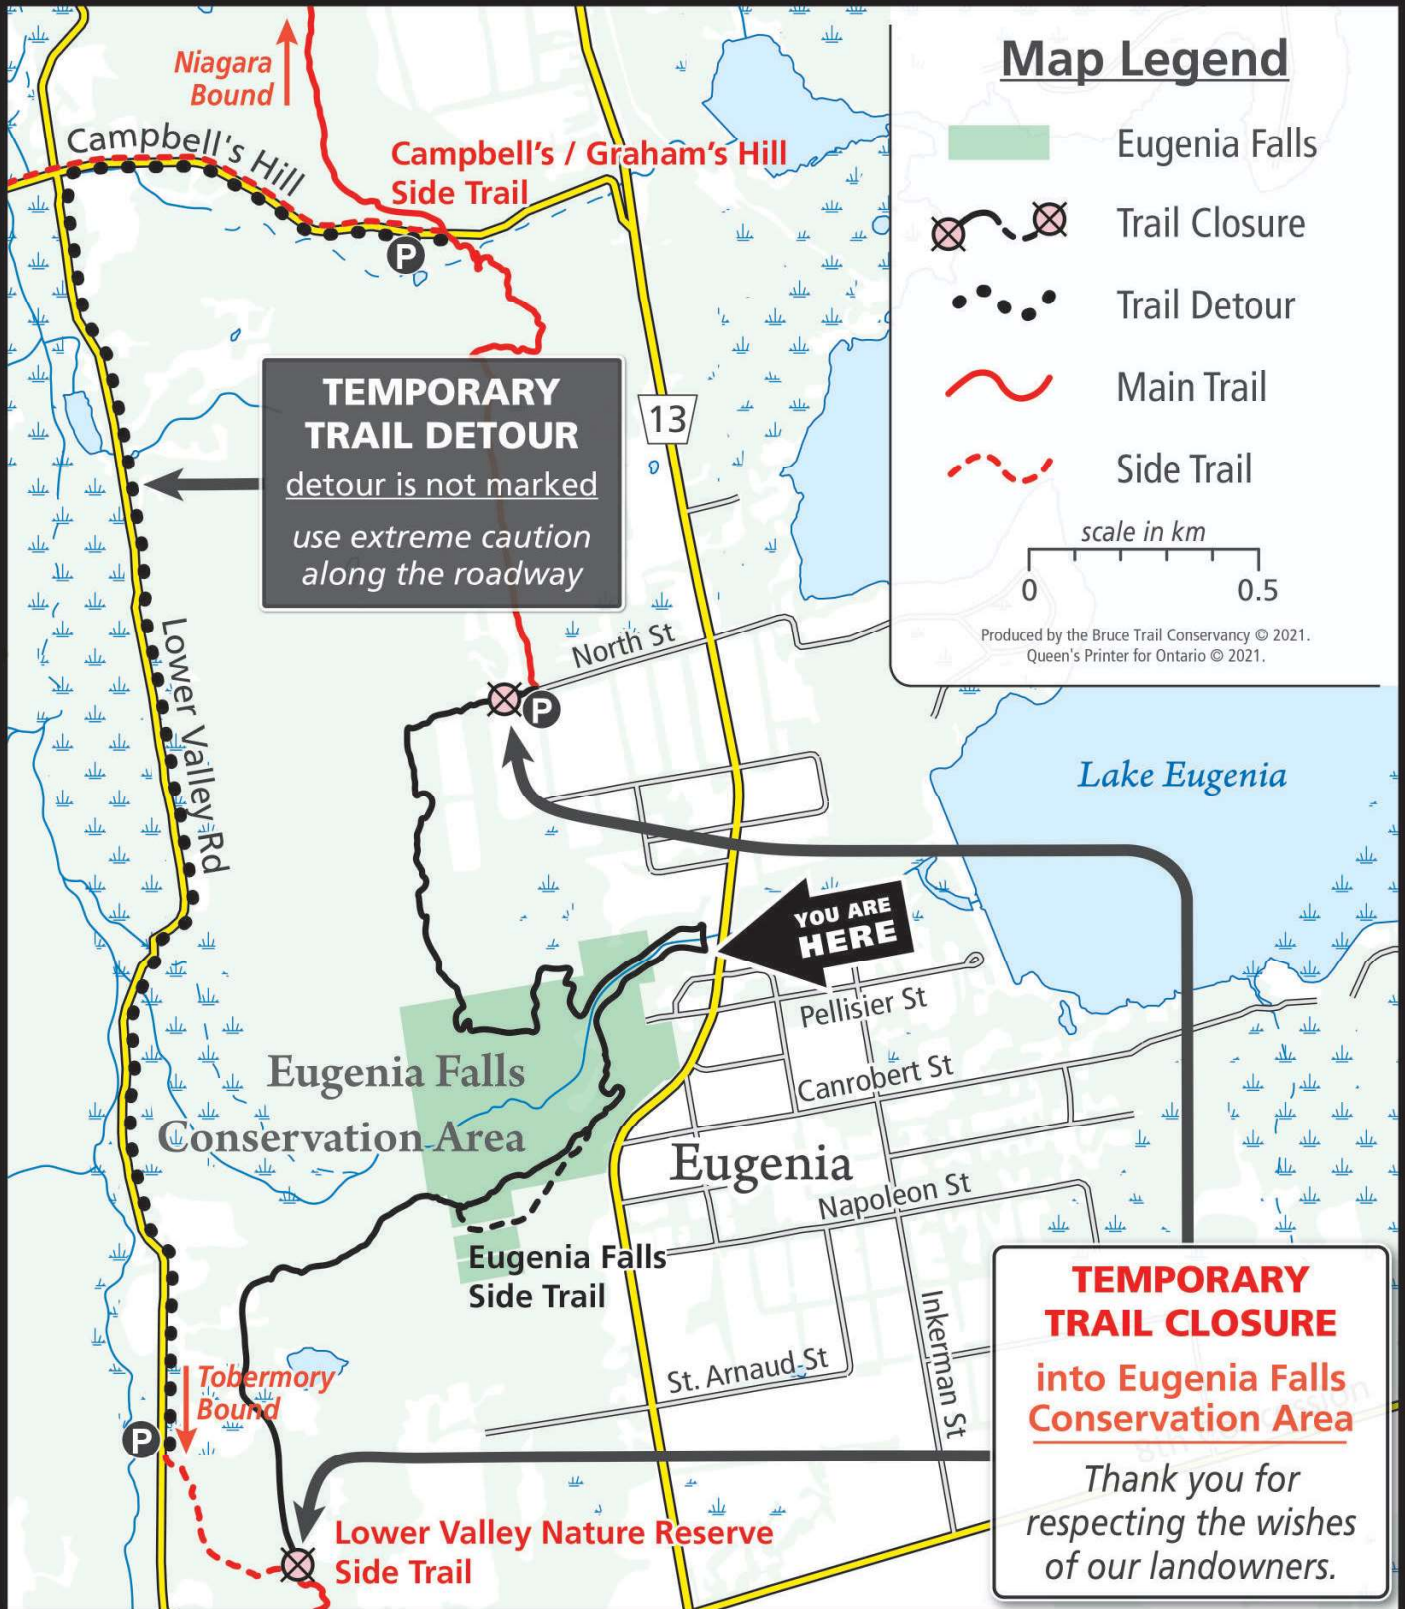 Niagara
Bound
Campbell's Hill
Campbell's / Graham's Hill
Side Trail
P
TEMPORARY
TRAIL DETOUR
detour is not marked
use extreme caution
along the roadway
13
Map Legend
Eugenia Falls
Trail Closure
Trail Detour
Main Trail
Side Trail
scale in km
0 0.5
Produced by the Bruce Trail Conservancy © 2021.
Queen's Printer for Ontario © 2021.
Lower Valley Rd
North St
P
Lake Eugenia
YOU ARE
HERE
Pellisier St
Canrobert St
Eugenia Falls
Conservation Area
Eugenia
Napoleon St
Eugenia Falls
Side Trail
Inkerman St
St. Arnaud St
Tobermory
Bound
P
Lower Valley Nature Reserve
Side Trail
TEMPORARY
TRAIL CLOSURE
into Eugenia Falls
Conservation Area
Thank you for
respecting the wishes
of our landowners.